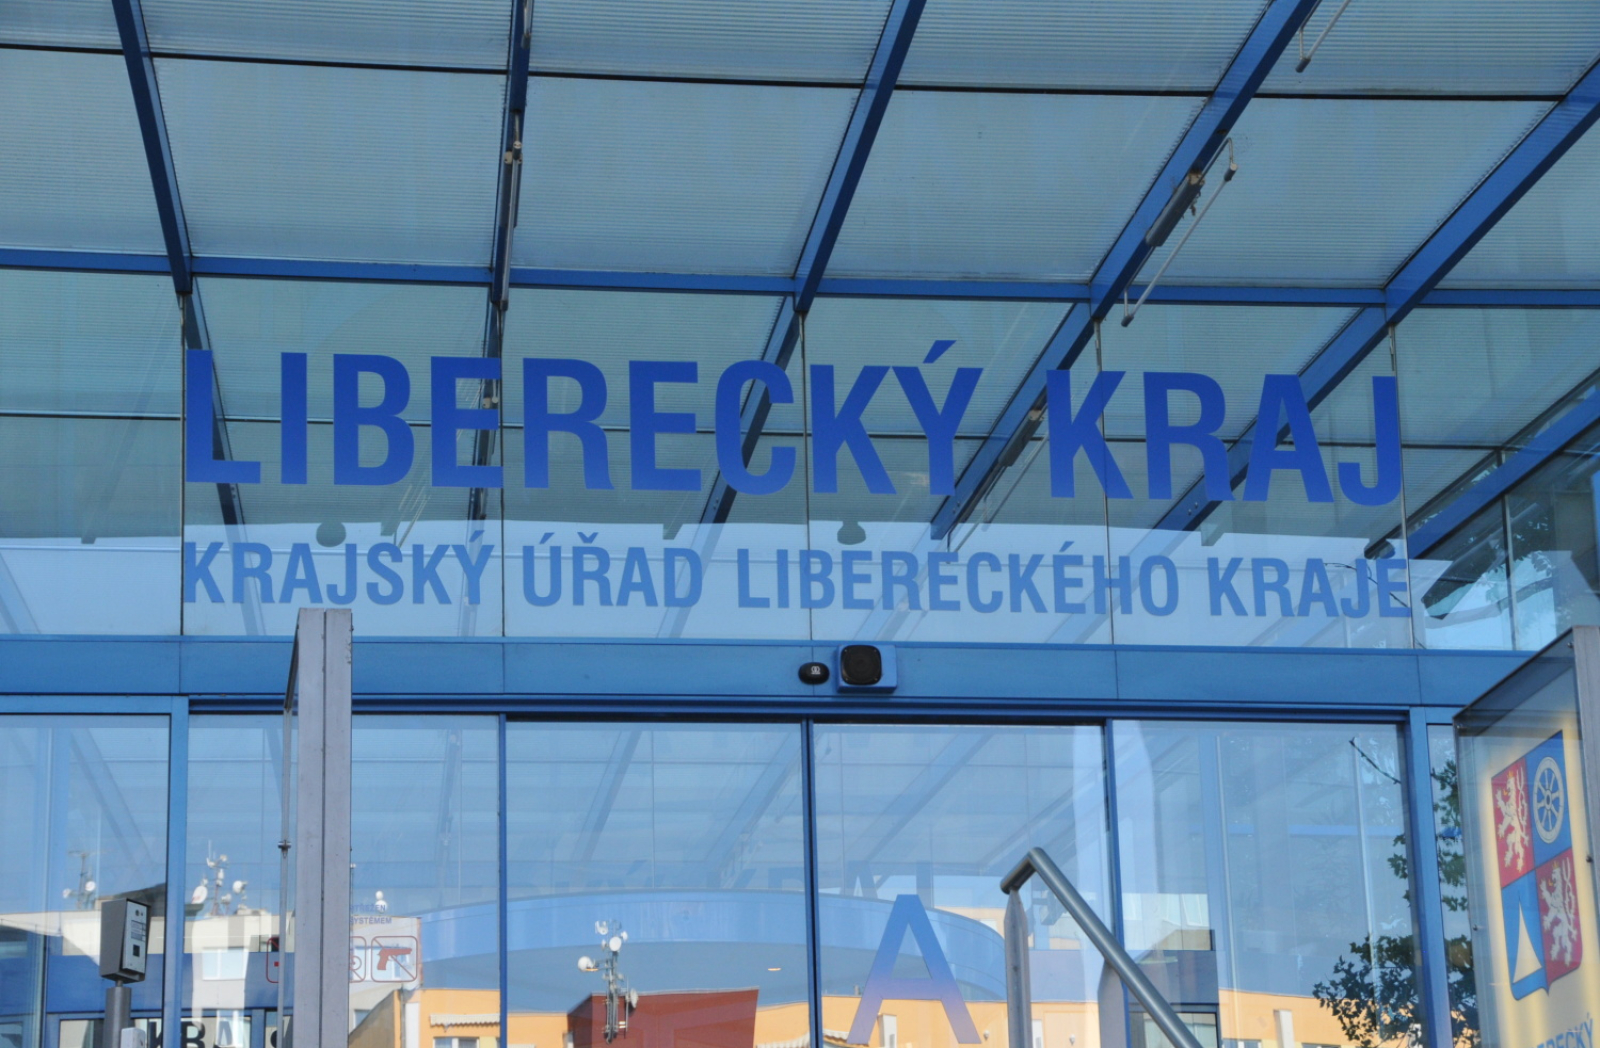 LIBERECKÝ KRAJ
KRAJSKÝ ÚŘAD LIBERECKÉHO KRAJE
A